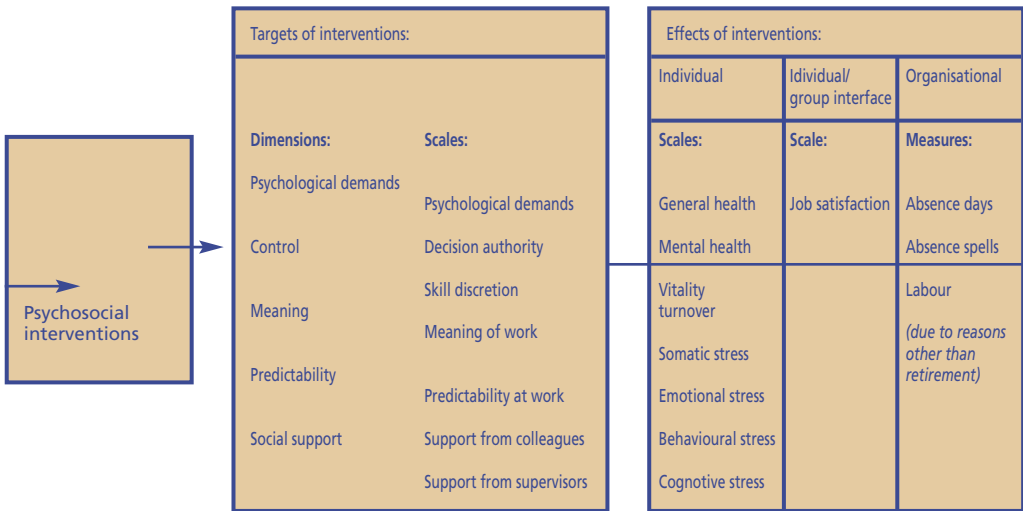 Psychosocial
interventions
Targets of interventions:
Dimensions:
Psychological demands
Control
Meaning
Predictability
Social support
Scales:
Psychological demands
Decision authority
Skill discretion
Meaning of work
Predictability at work
Support from colleagues
Support from supervisors
Effects of interventions:
Individual
Scales:
General health
Mental health
Vitality
turnover
Somatic stress
Emotional stress
Behavioural stress
Cognotive stress
Idividual/
group interface
Scale:
Job satisfaction
Organisational
Measures:
Absence days
Absence spells
Labour
(due to reasons
other than
retirement)